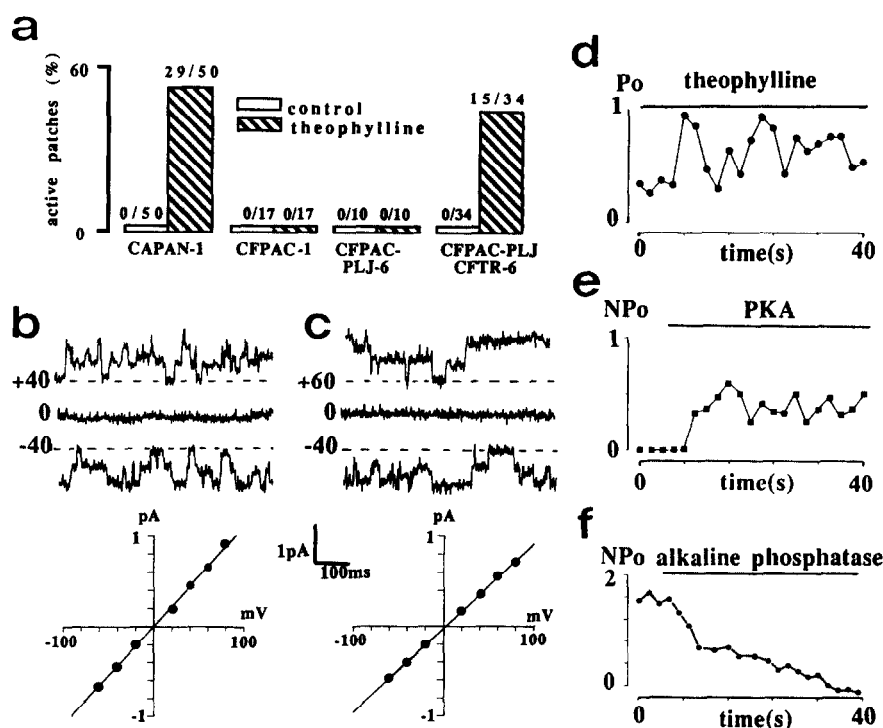 a
active patches (%)
60
0
0/50
29/50
0/17
0/17
0/10
0/10
0/34
15/34
control
theophylline
CAPAN-1
CFPAC-1
CFPAC-
PLJ-6
CFPAC-PLJ
CFTR-6
b
+40
0
-40
pA
1
mV
-100
100
-1
1pA
100ms
c
+60
0
-40
pA
1
mV
-100
100
-1
d
Po
theophylline
1
0
0
40
time(s)
e
NPo
PKA
1
0
0
40
time(s)
f
NPo alkaline phosphatase
2
0
0
40
time(s)